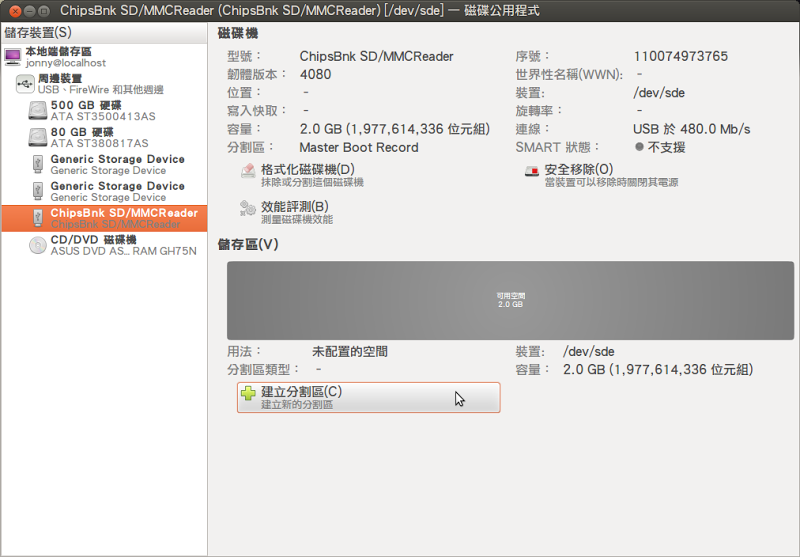 ChipsBnk SD/MMCReader (ChipsBnk SD/MMCReader) [/dev/sde] — 磁碟公用程式
儲存裝置(S)
本地端儲存區
jonny@localhost
周邊裝置
USB、FireWire 和其他週邊
500 GB 硬碟
ATA ST3500413AS
80 GB 硬碟
ATA ST380817AS
Generic Storage Device
Generic Storage Device
Generic Storage Device
Generic Storage Device
ChipsBnk SD/MMCReader
ChipsBnk SD/MMCReader
CD/DVD 磁碟機
ASUS DVD AS... RAM GH75N
磁碟機
型號： ChipsBnk SD/MMCReader 序號： 110074973765
韌體版本： 4080 世界性名稱(WWN): -
位置： - 裝置: /dev/sde
寫入快取： - 旋轉率： -
容量： 2.0 GB (1,977,614,336 位元組) 連線： USB 於 480.0 Mb/s
分割區： Master Boot Record SMART 狀態： 不支援
格式化磁碟機(D) 安全移除(O)
抹除或分割這個磁碟機 當裝置可以移除時關閉其電源
效能評測(B)
測量磁碟機效能
儲存區(V)
可用空間
2.0 GB
用法： 未配置的空間 裝置: /dev/sde
分割區類型： - 容量： 2.0 GB (1,977,614,336 位元組)
建立分割區(C)
建立新的分割區